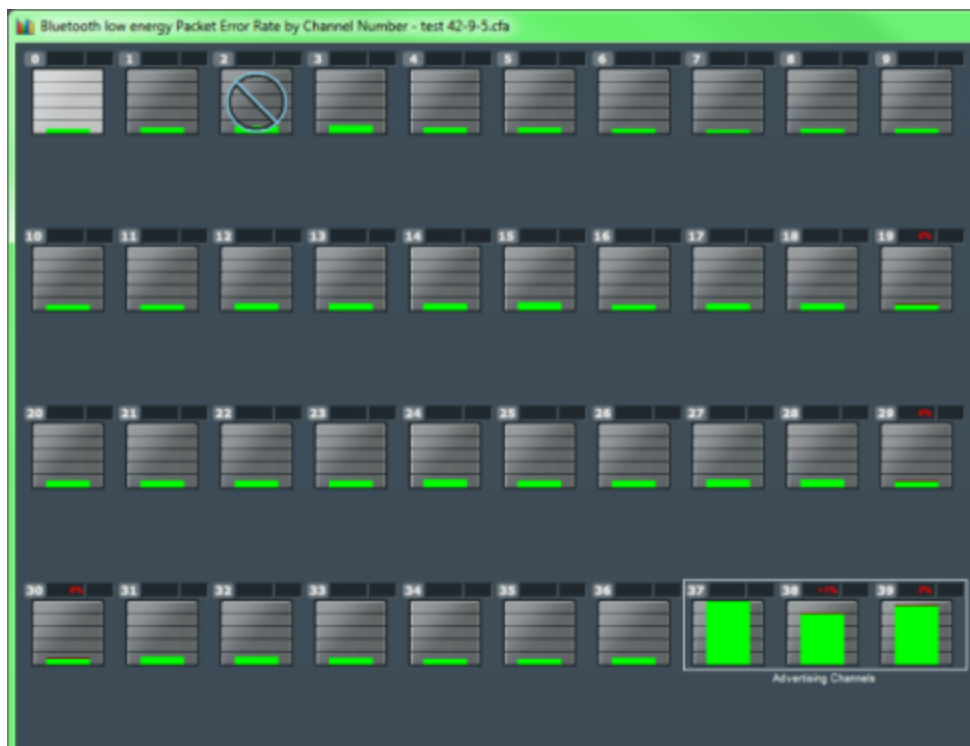 Bluetooth low energy Packet Error Rate by Channel Number - test 42-9-5.cfa
0 1 2 3 4 5 6 7 8 9
10 11 12 13 14 15 16 17 18 19
20 21 22 23 24 25 26 27 28 29
30 31 32 33 34 35 36 37 38 39
Advertising Channels